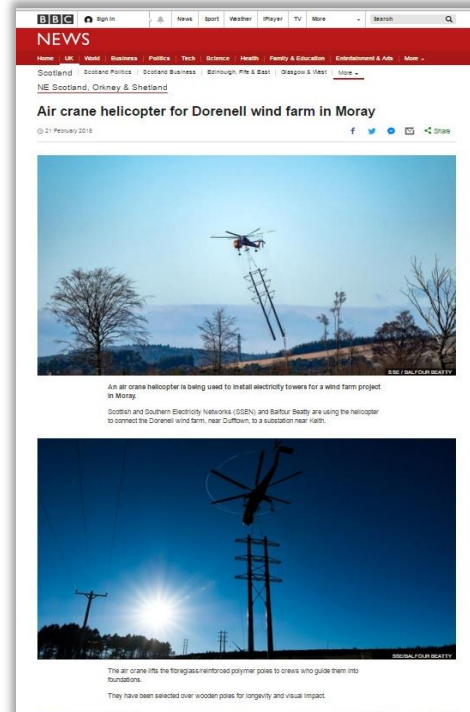 BBC Sign in News Sport Weather iPlayer TV More Search
NEWS
Home UK World Business Politics Tech Science Health Family & Education Entertainment & Ards More
Scotland Scotland Politics Scotland Business Edinburgh, Fife & East Glasgow & West More
NE Scotland, Orkney & Shetland
Air crane helicopter for Dorenell wind farm in Moray
21 February 2018 Share
SSE / BALFOUR BEATTY
An air crane helicopter is being used to install electricity towers for a wind farm project
in Moray.
Scottish and Southern Electricity Networks (SSEN) and Balfour Beatty are using the helicopter
to connect the Dorenell wind farm, near Dufftown, to a substation near Keith.
SSE/BALFOUR BEATTY
The air crane lifts the fibreglass/reinforced polymer poles to crews who guide them into
foundations.
They have been selected over wooden poles for longevity and visual impact.